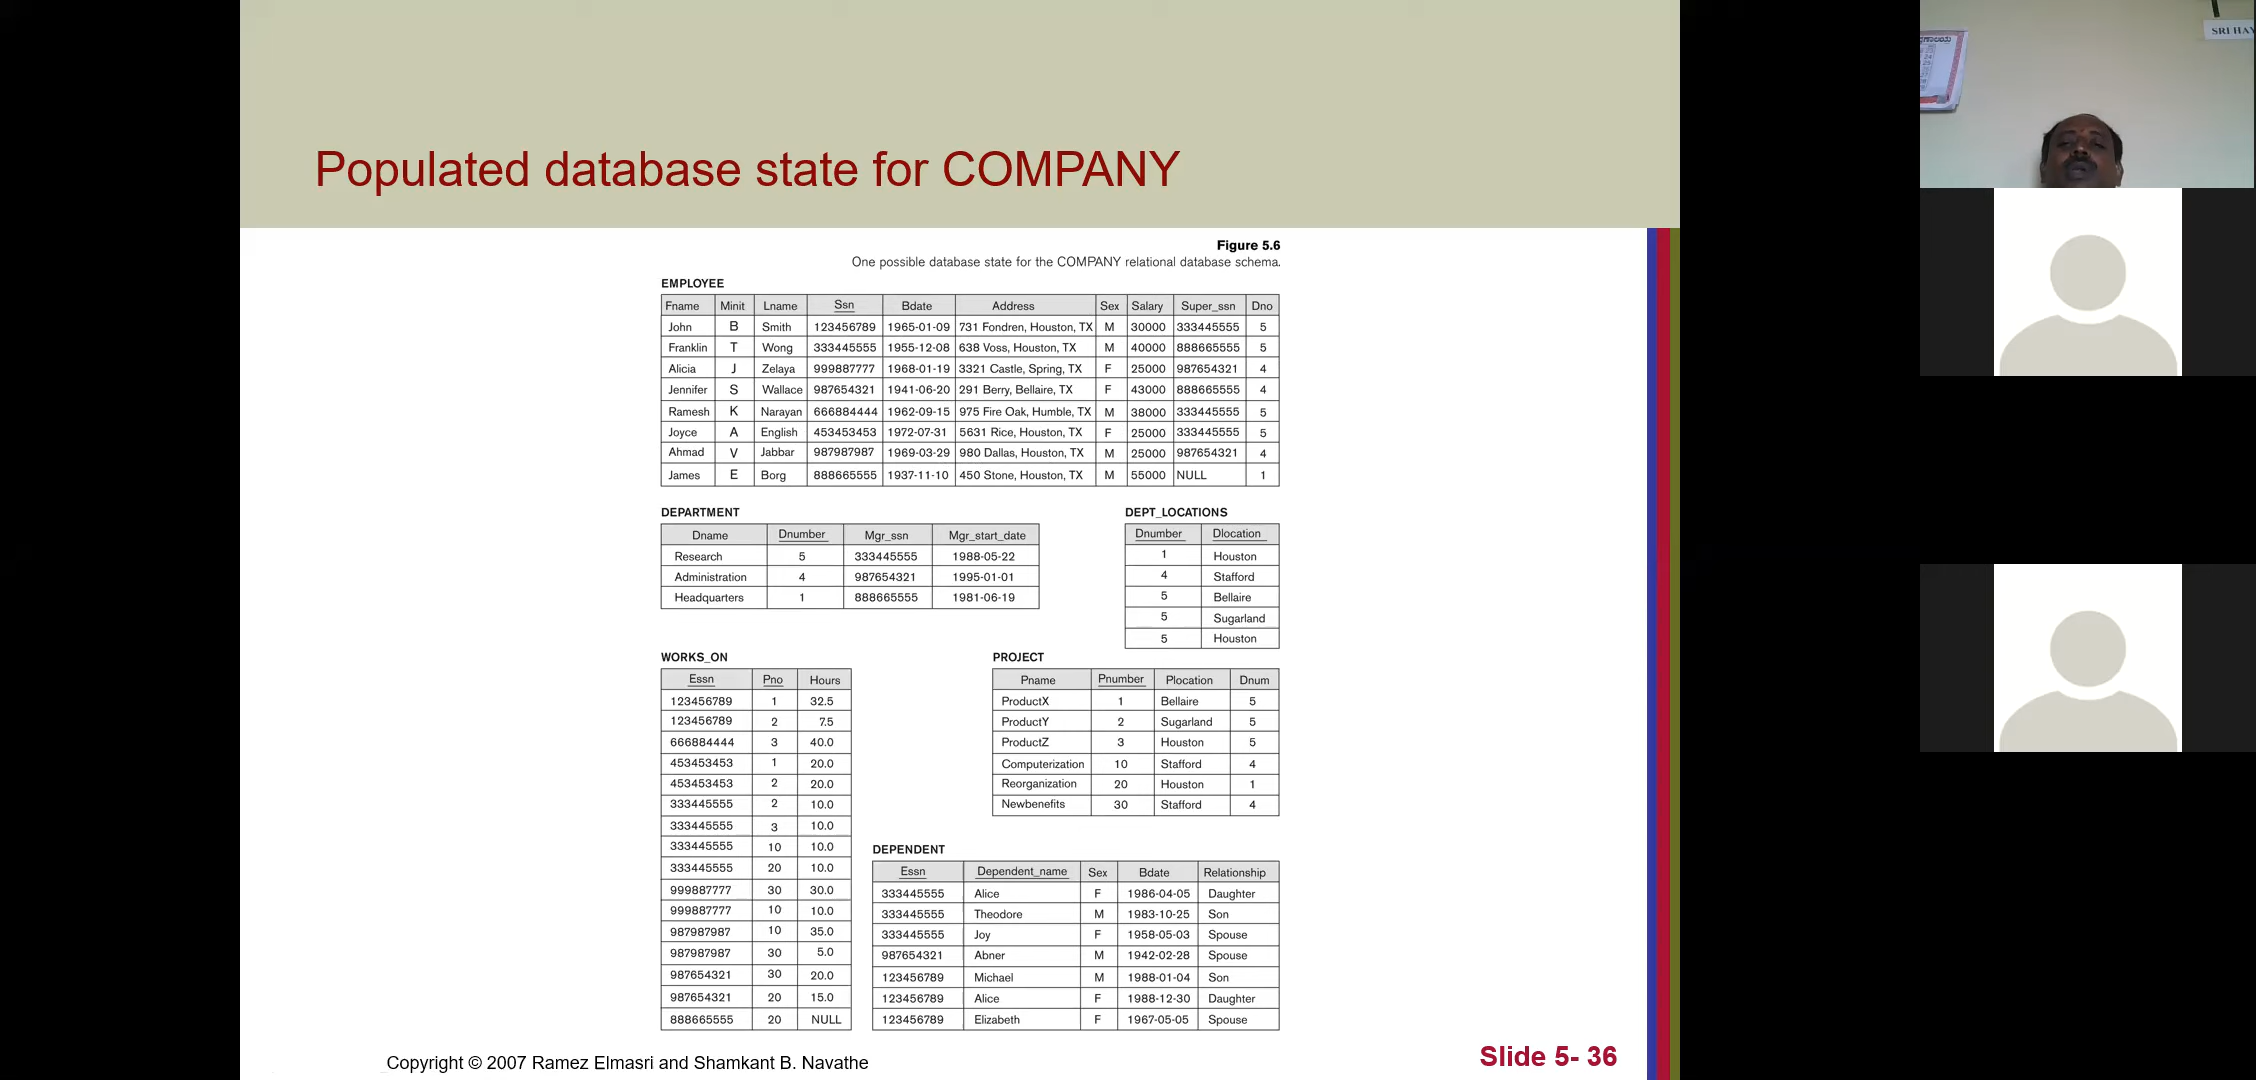 Populated database state for COMPANY
Figure 5.6
One possible database state for the COMPANY relational database schema.
EMPLOYEE
Fname Minit Lname Ssn Bdate Address Sex Salary Super_ssn Dno
John B Smith 123456789 1965-01-09 731 Fondren, Houston, TX M 30000 333445555 5
Franklin T Wong 333445555 1955-12-08 638 Voss, Houston, TX M 40000 888665555 5
Alicia J Zelaya 999887777 1968-01-19 3321 Castle, Spring, TX F 25000 987654321 4
Jennifer S Wallace 987654321 1941-06-20 291 Berry, Bellaire, TX F 43000 888665555 4
Ramesh K Narayan 666884444 1962-09-15 975 Fire Oak, Humble, TX M 38000 333445555 5
Joyce A English 453453453 1972-07-31 5631 Rice, Houston, TX F 25000 333445555 5
Ahmad V Jabbar 987987987 1969-03-29 980 Dallas, Houston, TX M 25000 987654321 4
James E Borg 888665555 1937-11-10 450 Stone, Houston, TX M 55000 NULL 1
DEPARTMENT
Dname Dnumber Mgr_ssn Mgr_start_date
Research 5 333445555 1988-05-22
Administration 4 987654321 1995-01-01
Headquarters 1 888665555 1981-06-19
DEPT_LOCATIONS
Dnumber Dlocation
1 Houston
4 Stafford
5 Bellaire
5 Sugarland
5 Houston
WORKS_ON
Essn Pno Hours
123456789 1 32.5
123456789 2 7.5
666884444 3 40.0
453453453 1 20.0
453453453 2 20.0
333445555 2 10.0
333445555 3 10.0
333445555 10 10.0
333445555 20 10.0
999887777 30 30.0
999887777 10 10.0
987987987 10 35.0
987987987 30 5.0
987654321 30 20.0
987654321 20 15.0
888665555 20 NULL
PROJECT
Pname Pnumber Plocation Dnum
ProductX 1 Bellaire 5
ProductY 2 Sugarland 5
ProductZ 3 Houston 5
Computerization 10 Stafford 4
Reorganization 20 Houston 1
Newbenefits 30 Stafford 4
DEPENDENT
Essn Dependent_name Sex Bdate Relationship
333445555 Alice F 1986-04-05 Daughter
333445555 Theodore M 1983-10-25 Son
333445555 Joy F 1958-05-03 Spouse
987654321 Abner M 1942-02-28 Spouse
123456789 Michael M 1988-01-04 Son
123456789 Alice F 1988-12-30 Daughter
123456789 Elizabeth F 1967-05-05 Spouse
Copyright © 2007 Ramez Elmasri and Shamkant B. Navathe
Slide 5- 36
SRI HAY